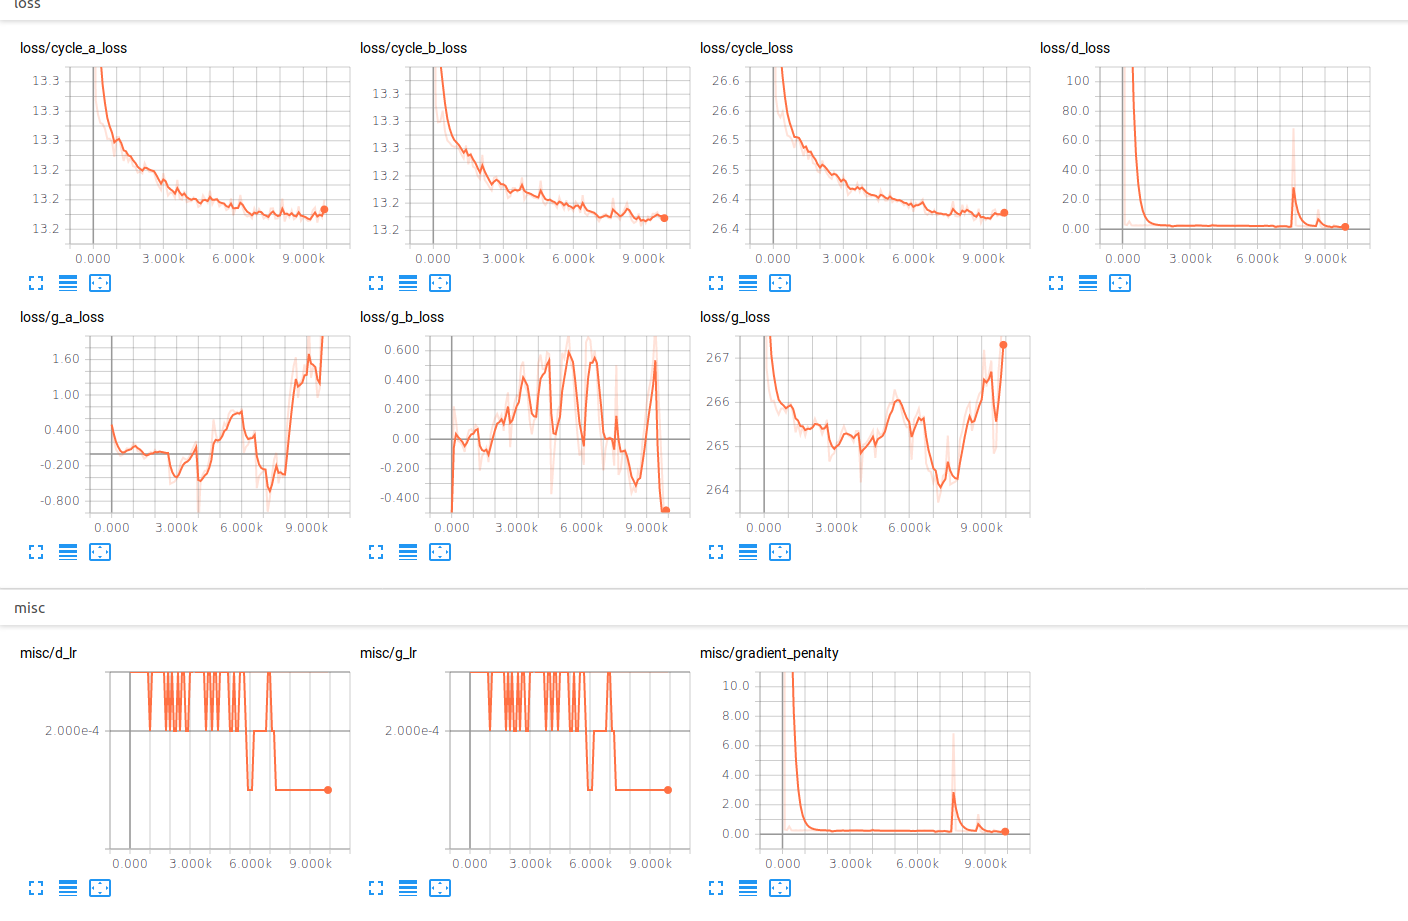 loss
loss/cycle_a_loss
13.3
13.3
13.3
13.2
13.2
13.2
0.000 3.000k 6.000k 9.000k
loss/cycle_b_loss
13.3
13.3
13.3
13.2
13.2
13.2
0.000 3.000k 6.000k 9.000k
loss/cycle_loss
26.6
26.6
26.5
26.5
26.4
26.4
0.000 3.000k 6.000k 9.000k
loss/d_loss
100
80.0
60.0
40.0
20.0
0.00
0.000 3.000k 6.000k 9.000k
loss/g_a_loss
1.60
1.00
0.400
-0.200
-0.800
0.000 3.000k 6.000k 9.000k
loss/g_b_loss
0.600
0.400
0.200
0.00
-0.200
-0.400
0.000 3.000k 6.000k 9.000k
loss/g_loss
267
266
265
264
0.000 3.000k 6.000k 9.000k
misc
misc/d_lr
2.000e-4
0.000 3.000k 6.000k 9.000k
misc/g_lr
2.000e-4
0.000 3.000k 6.000k 9.000k
misc/gradient_penalty
10.0
8.00
6.00
4.00
2.00
0.00
0.000 3.000k 6.000k 9.000k